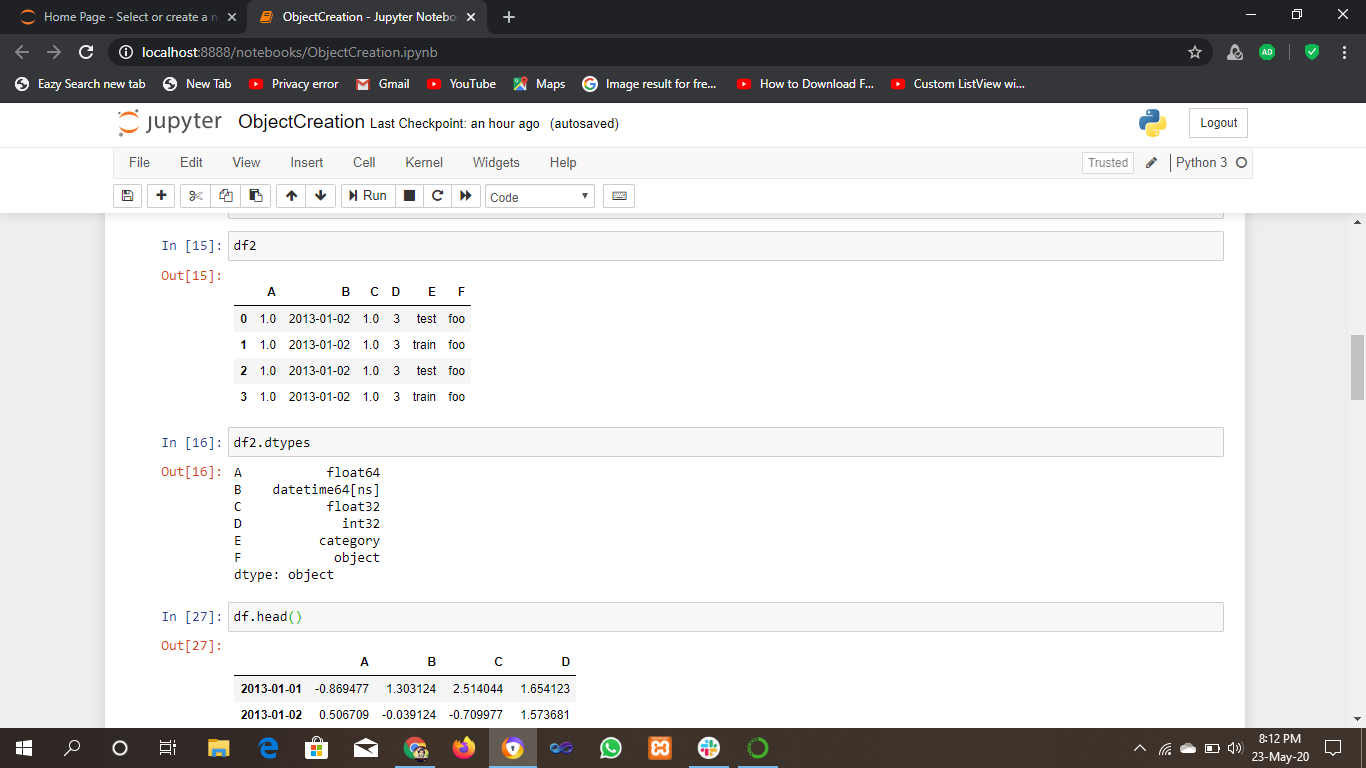 Home Page - Select or create a n
ObjectCreation - Jupyter Notebo
localhost:8888/notebooks/ObjectCreation.ipynb
AD
Eazy Search new tab
New Tab
Privacy error
Gmail
YouTube
Maps
Image result for fre...
How to Download F...
Custom ListView wi...
jupyter ObjectCreation Last Checkpoint: an hour ago (autosaved)
Logout
File Edit View Insert Cell Kernel Widgets Help
Trusted Python 3
Run Code
In [15]: df2
Out[15]:
A B C D E F
0 1.0 2013-01-02 1.0 3 test foo
1 1.0 2013-01-02 1.0 3 train foo
2 1.0 2013-01-02 1.0 3 test foo
3 1.0 2013-01-02 1.0 3 train foo
In [16]: df2.dtypes
Out[16]: A float64
B datetime64[ns]
C float32
D int32
E category
F object
dtype: object
In [27]: df.head()
Out[27]:
A B C D
2013-01-01 -0.869477 1.303124 2.514044 1.654123
2013-01-02 0.506709 -0.039124 -0.709977 1.573681
8:12 PM
23-May-20